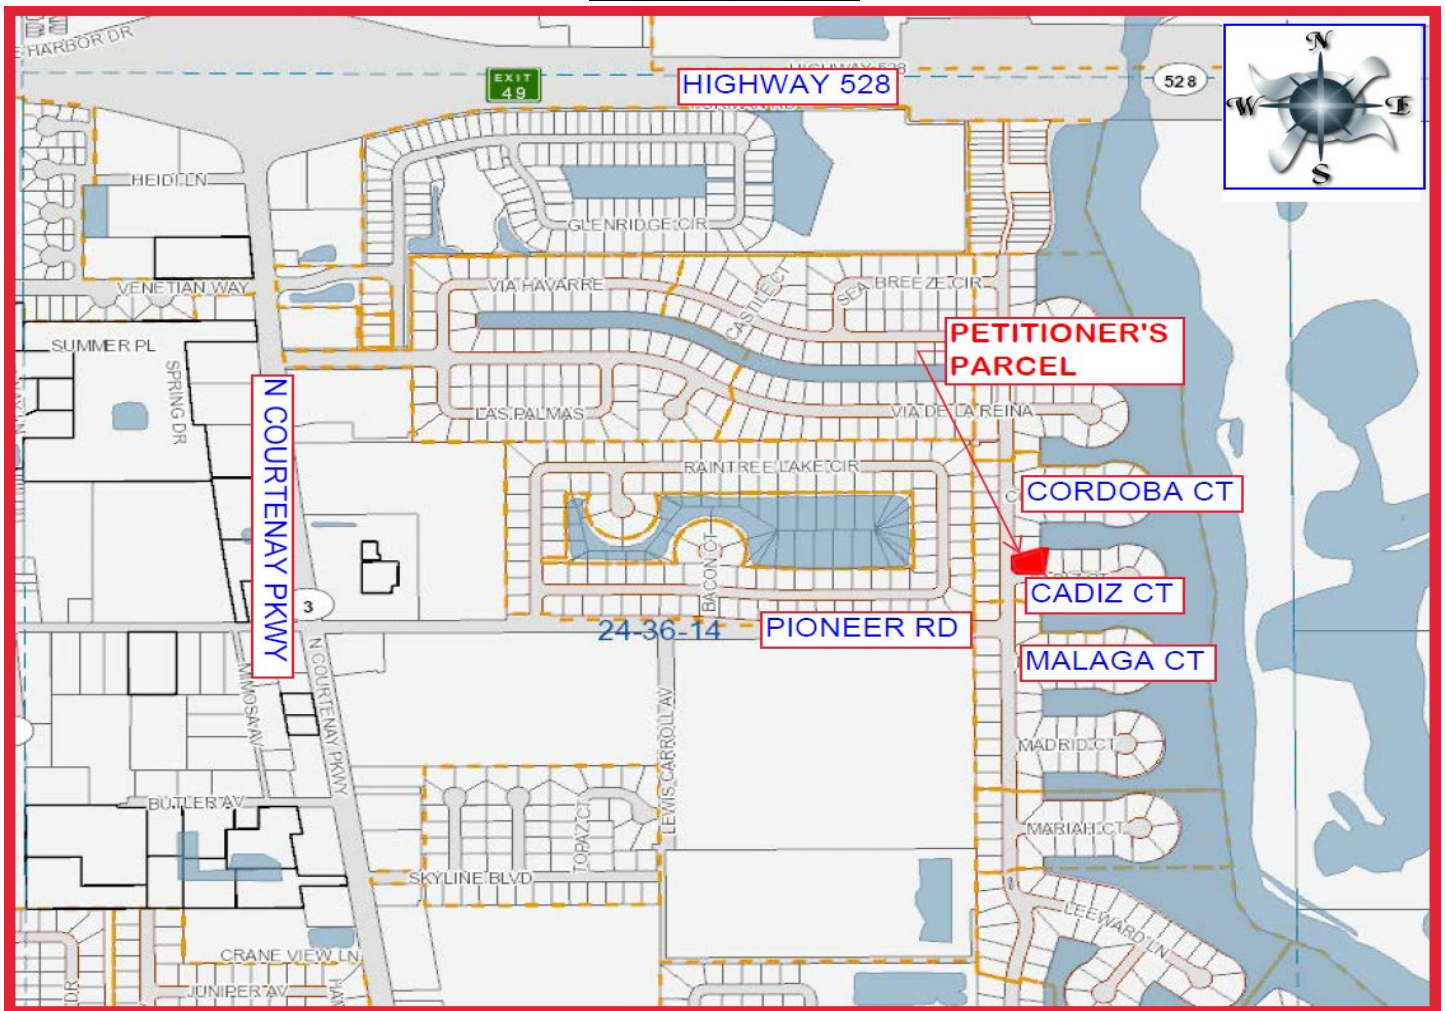 HARBOR DR
HIGHWAY 528
EXIT
49
HIGHWAY 528
528
N
W
E
S
HEIDI LN
GLENRIDGE CIR
VENETIAN WAY
VIA HAVARRE
CASTILE CT
SEA BREEZE CIR
SUMMER PL
SPRING DR
PETITIONER'S
PARCEL
LAS PALMAS
VIA DE LA REINA
N COURTENAY PKWY
RAINTREE LAKE CIR
CORDOBA CT
BACON CT
CADIZ CT
3
24-36-14
PIONEER RD
MALAGA CT
MIMOSA AV
N COURTENAY PKWY
LEWIS CARROLL AV
MADRID CT
BUTLER AV
TOPAZ CT
MARIAH CT
SKYLINE BLVD
LEEWARD LN
CRANE VIEW LN
JUNIPER AV
DR